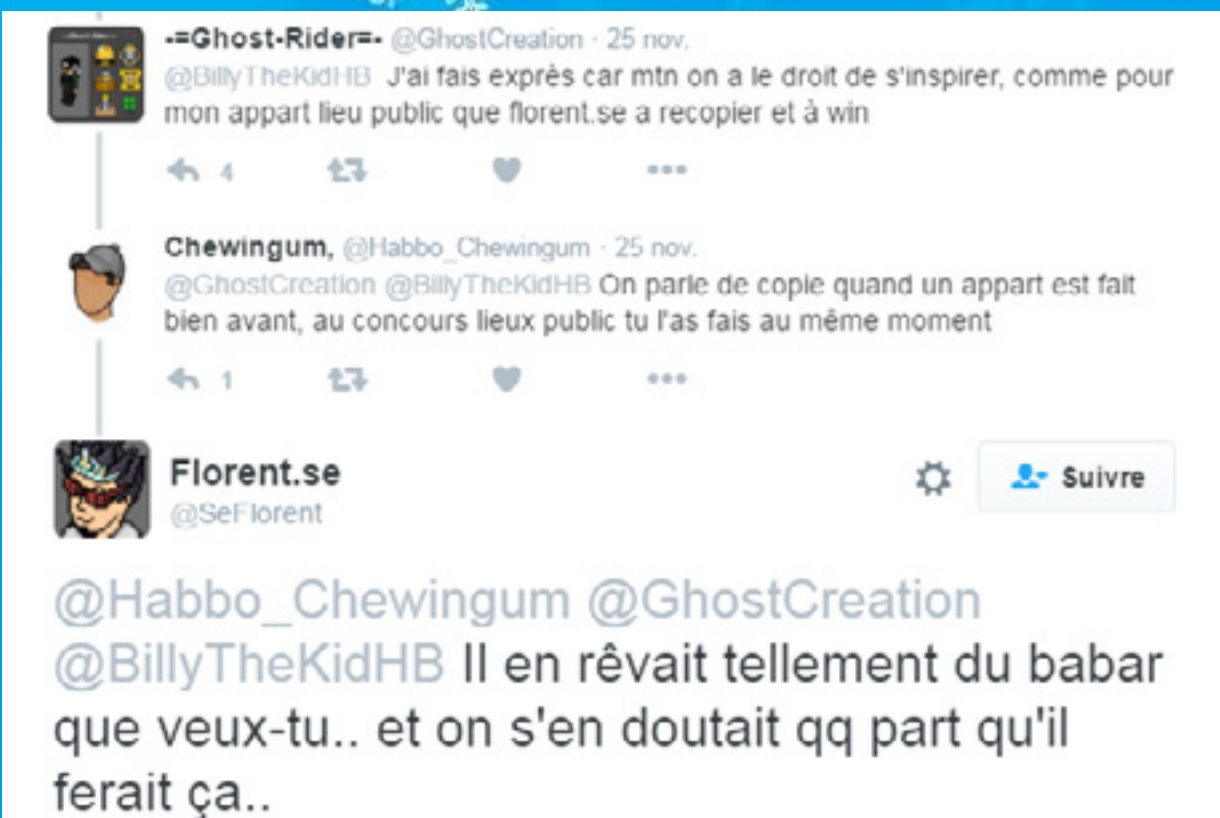 -=Ghost-Rider=- @GhostCreation · 25 nov.
@BillyTheKidHB J'ai fais exprès car mtn on a le droit de s'inspirer, comme pour
mon appart lieu public que florent.se a recopier et à win
4
Chewingum, @Habbo_Chewingum · 25 nov.
@GhostCreation @BillyTheKidHB On parle de copie quand un appart est fait
bien avant, au concours lieux public tu l'as fais au même moment
1
Florent.se
Suivre
@SeFlorent
@Habbo_Chewingum @GhostCreation
@BillyTheKidHB Il en rêvait tellement du babar
que veux-tu.. et on s'en doutait qq part qu'il
ferait ça..